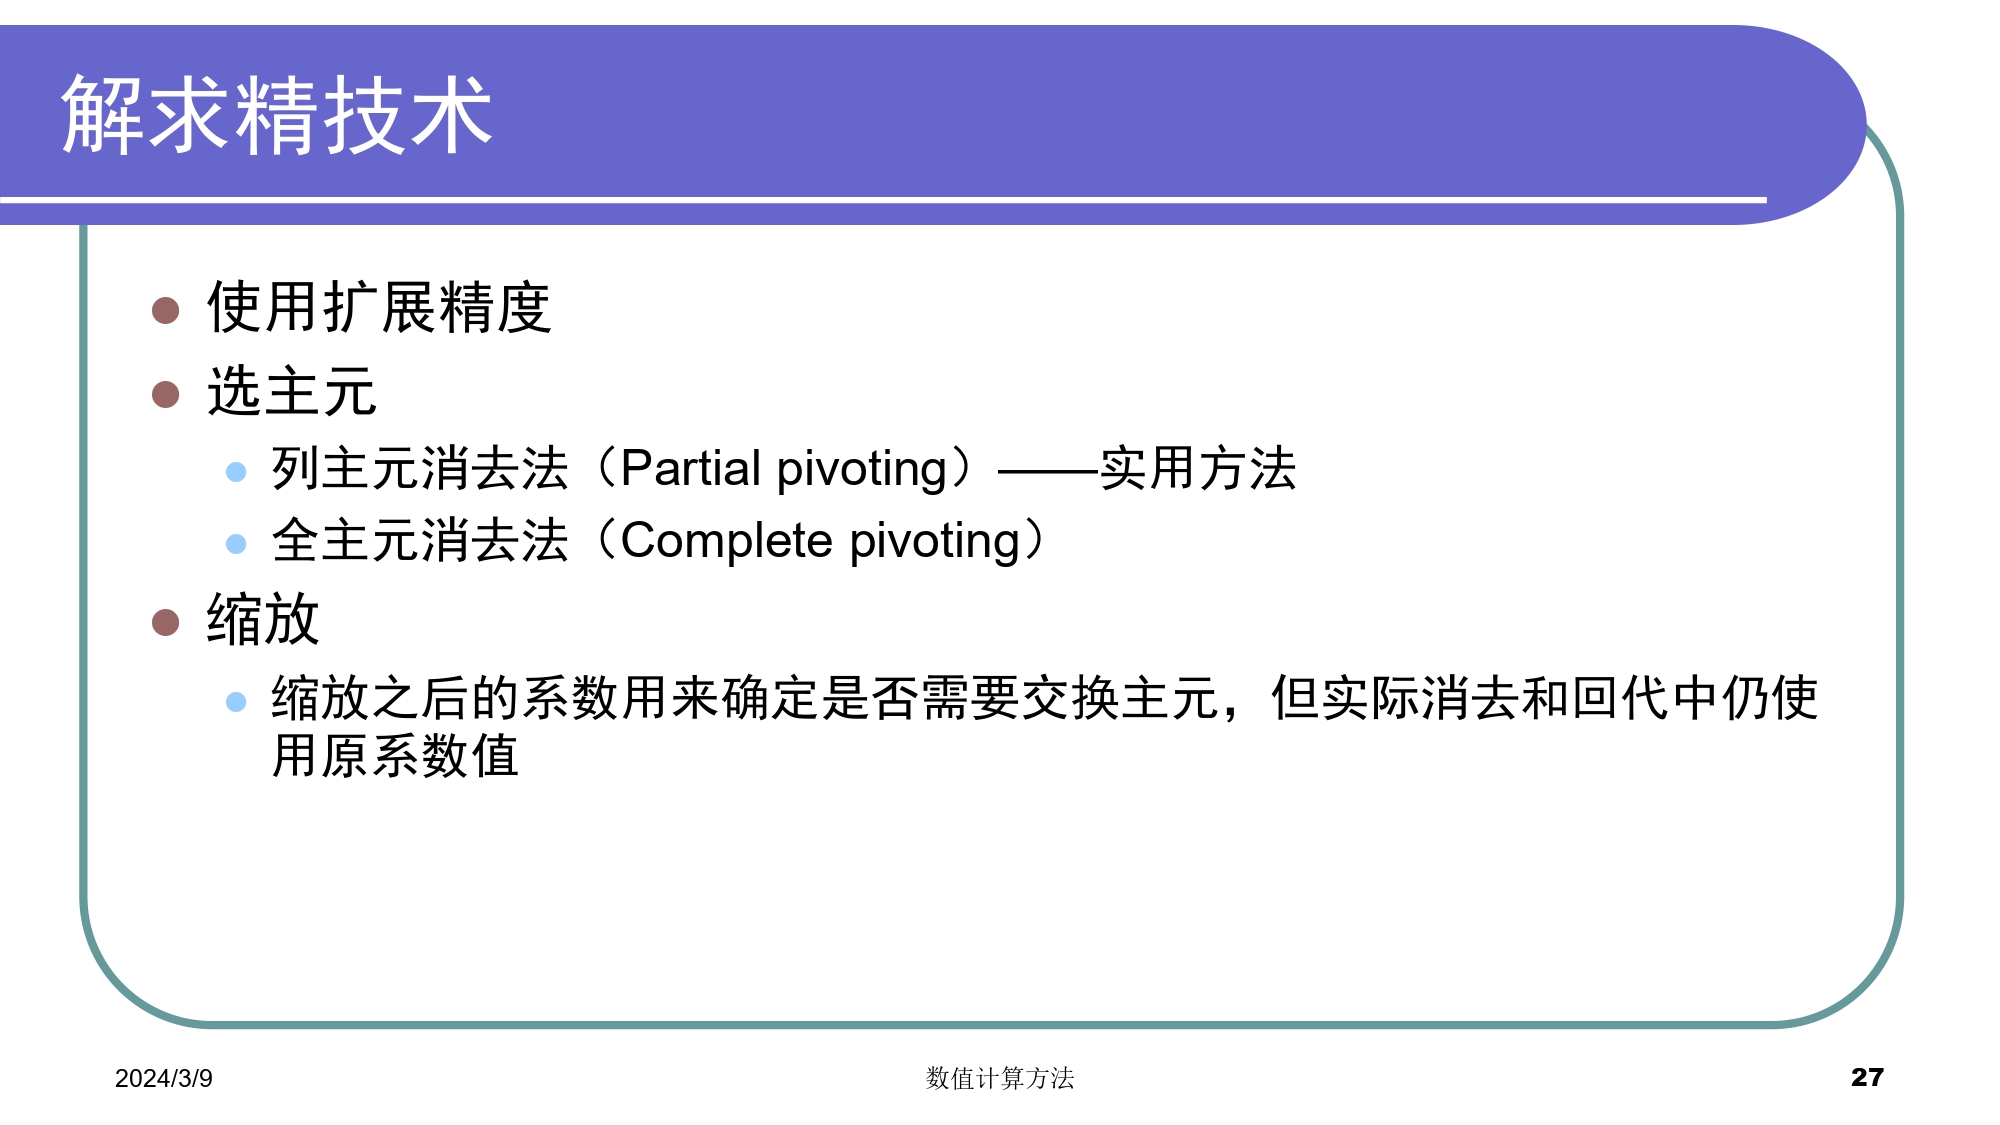 解求精技术
使用扩展精度
选主元
列主元消去法（Partial pivoting）——实用方法
全主元消去法（Complete pivoting）
缩放
缩放之后的系数用来确定是否需要交换主元，但实际消去和回代中仍使
用原系数值
2024/3/9
数值计算方法
27